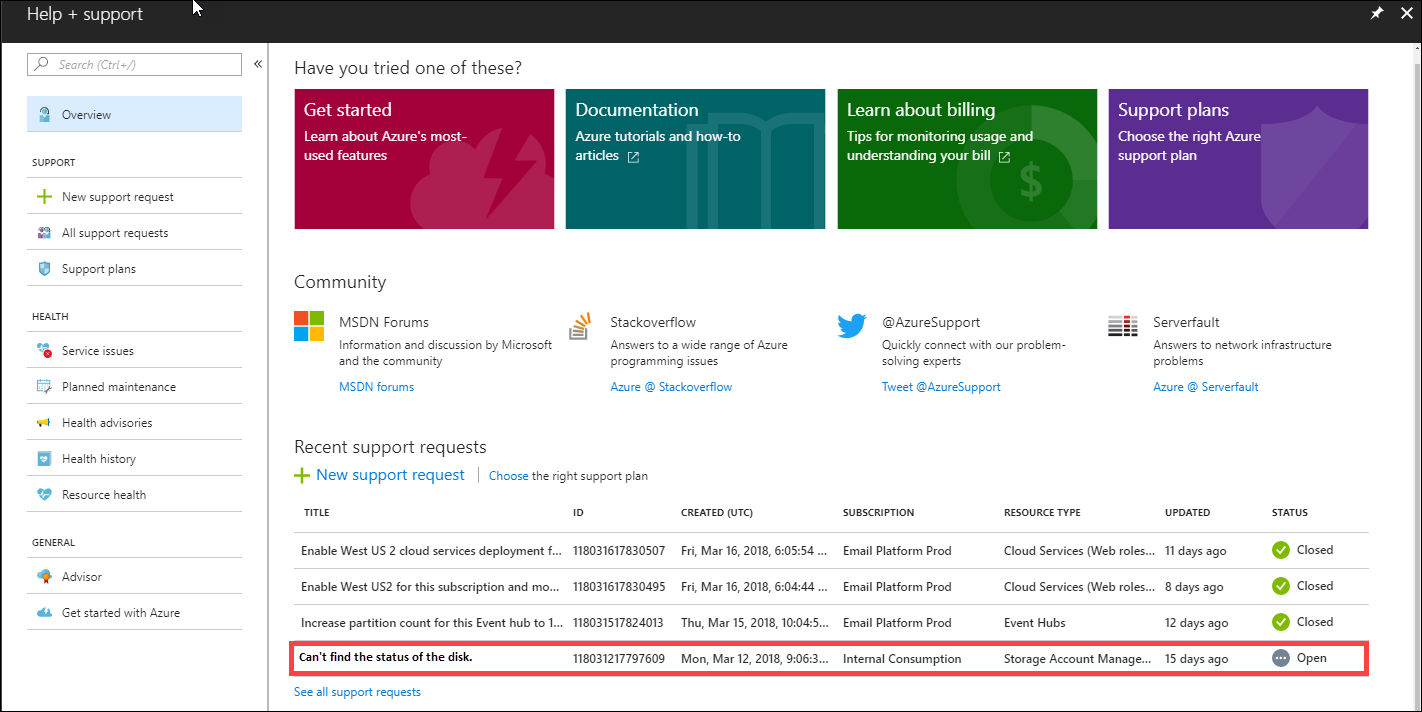 Help + support
Search (Ctrl+/)
«
Overview
SUPPORT
New support request
All support requests
Support plans
HEALTH
Service issues
Planned maintenance
Health advisories
Health history
Resource health
GENERAL
Advisor
Get started with Azure
Have you tried one of these?
Get started
Learn about Azure's most-
used features
Documentation
Azure tutorials and how-to
articles
Learn about billing
Tips for monitoring usage and
understanding your bill
$
Support plans
Choose the right Azure
support plan
Community
MSDN Forums
Information and discussion by Microsoft
and the community
MSDN forums
Stackoverflow
Answers to a wide range of Azure
programming issues
Azure @ Stackoverflow
@AzureSupport
Quickly connect with our problem-
solving experts
Tweet @AzureSupport
Serverfault
Answers to network infrastructure
problems
Azure @ Serverfault
Recent support requests
New support request | Choose the right support plan
TITLE ID CREATED (UTC) SUBSCRIPTION RESOURCE TYPE UPDATED STATUS
Enable West US 2 cloud services deployment f... 118031617830507 Fri, Mar 16, 2018, 6:05:54 ... Email Platform Prod Cloud Services (Web roles... 11 days ago Closed
Enable West US2 for this subscription and mo... 118031617830495 Fri, Mar 16, 2018, 6:04:44 ... Email Platform Prod Cloud Services (Web roles... 8 days ago Closed
Increase partition count for this Event hub to 1... 118031517824013 Thu, Mar 15, 2018, 10:04:5... Email Platform Prod Event Hubs 12 days ago Closed
Can't find the status of the disk. 118031217797609 Mon, Mar 12, 2018, 9:06:3... Internal Consumption Storage Account Manage... 15 days ago Open
See all support requests